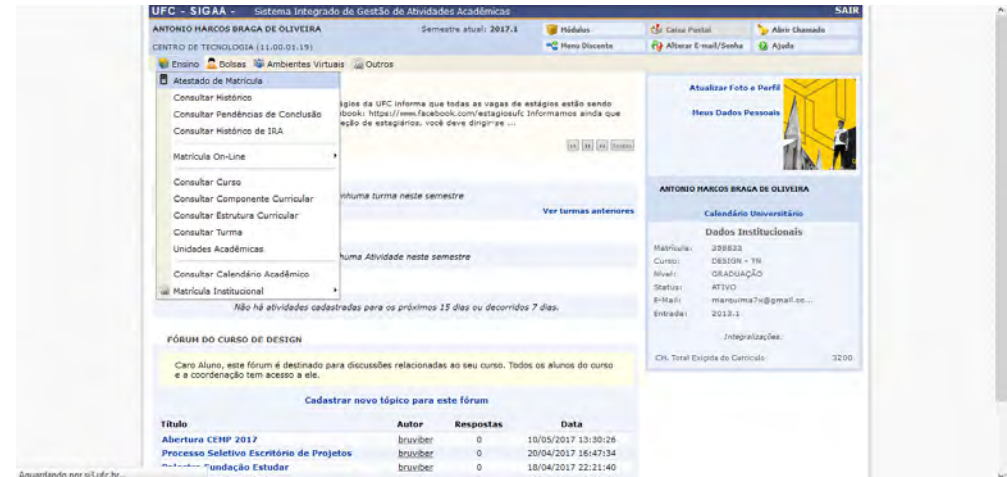 UFC - SIGAA - Sistema Integrado de Gestão de Atividades Acadêmicas SAIR
ANTONIO MARCOS BRAGA DE OLIVEIRA Semestre atual: 2017.1 Módulos Caixa Postal Abrir Chamado
CENTRO DE TECNOLOGIA (11.00.01.19) Menu Discente Alterar E-mail/Senha Ajuda
Ensino Bolsas Ambientes Virtuais Outros
Atestado de Matrícula
Consultar Histórico
Consultar Pendências de Conclusão
Consultar Histórico de IRA
Matrícula On-Line
Consultar Curso
Consultar Componente Curricular
Consultar Estrutura Curricular
Consultar Turma
Unidades Acadêmicas
Consultar Calendário Acadêmico
Matrícula Institucional
ágios da UFC informa que todas as vagas de estágios estão sendo
book: https://www.facebook.com/estagiosufc Informamos ainda que
eção de estagiários, você deve dirigir-se ...
nhuma turma neste semestre
Ver turmas anteriores
huma Atividade neste semestre
Não há atividades cadastradas para os próximos 15 dias ou decorridos 7 dias.
FÓRUM DO CURSO DE DESIGN
Caro Aluno, este fórum é destinado para discussões relacionadas ao seu curso. Todos os alunos do curso
e a coordenação tem acesso a ele.
Cadastrar novo tópico para este fórum
Título Autor Respostas Data
Abertura CEMP 2017 bruviber 0 10/05/2017 13:30:26
Processo Seletivo Escritório de Projetos bruviber 0 20/04/2017 16:47:34
Palestra Fundação Estudar bruviber 0 18/04/2017 22:21:40
Atualizar Foto e Perfil
Meus Dados Pessoais
ANTONIO MARCOS BRAGA DE OLIVEIRA
Calendário Universitário
Dados Institucionais
Matrícula:
Curso: DESIGN - TN
Nível: GRADUAÇÃO
Status: ATIVO
E-Mail:
Entrada: 2013.1
Integralizações:
CH. Total Exigida do Currículo 3200
Aguardando por si3.ufc.br...